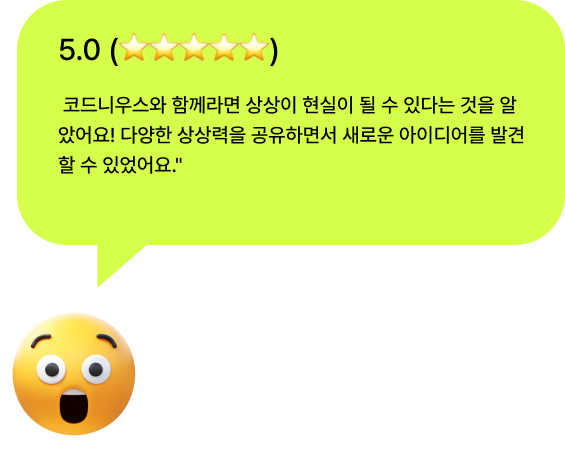 5.0 (⭐⭐⭐⭐⭐)
코드니우스와 함께라면 상상이 현실이 될 수 있다는 것을 알
았어요! 다양한 상상력을 공유하면서 새로운 아이디어를 발견
할 수 있었어요."